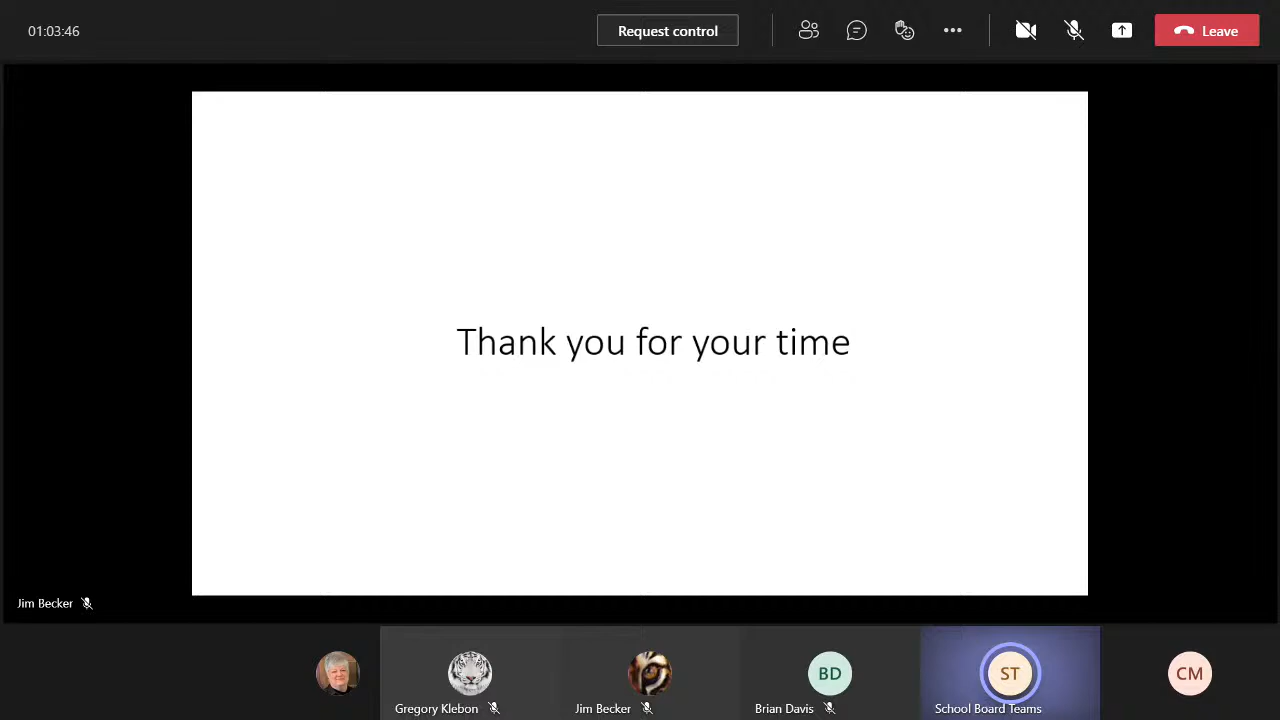 01:03:46
Request control
Leave
Thank you for your time
Jim Becker
Gregory Klebon
Jim Becker
BD
Brian Davis
ST
School Board Teams
CM